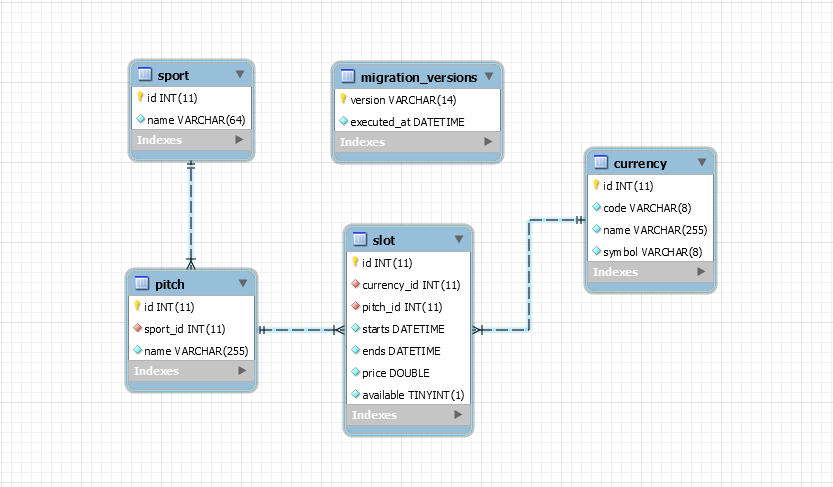 sport
id INT(11)
name VARCHAR(64)
Indexes
migration_versions
version VARCHAR(14)
executed_at DATETIME
Indexes
currency
id INT(11)
code VARCHAR(8)
name VARCHAR(255)
symbol VARCHAR(8)
Indexes
slot
id INT(11)
currency_id INT(11)
pitch_id INT(11)
starts DATETIME
ends DATETIME
price DOUBLE
available TINYINT(1)
Indexes
pitch
id INT(11)
sport_id INT(11)
name VARCHAR(255)
Indexes